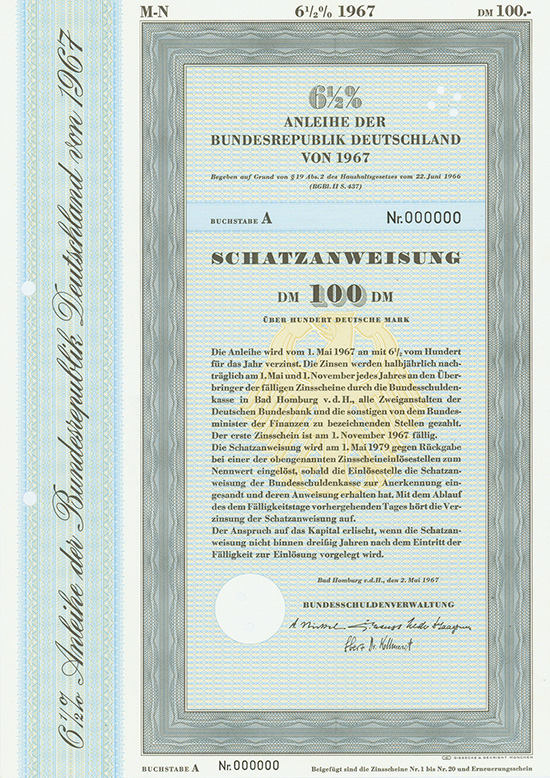 M-N 6½% 1967 DM 100.-
6½% Anleihe der Bundesrepublik Deutschland von 1967
6½%
ANLEIHE DER
BUNDESREPUBLIK DEUTSCHLAND
VON 1967
Begeben auf Grund von § 19 Abs. 2 des Haushaltsgesetzes vom 22. Juni 1966
(BGBl. II S. 437)
BUCHSTABE A Nr. 000000
SCHATZANWEISUNG
DM 100 DM
ÜBER HUNDERT DEUTSCHE MARK
Die Anleihe wird vom 1. Mai 1967 an mit 6½ vom Hundert
für das Jahr verzinst. Die Zinsen werden halbjährlich nach-
träglich am 1. Mai und 1. November jedes Jahres an den Über-
bringer der fälligen Zinsscheine durch die Bundesschulden-
kasse in Bad Homburg v. d. H., alle Zweiganstalten der
Deutschen Bundesbank und die sonstigen von dem Bundes-
minister der Finanzen zu bezeichnenden Stellen gezahlt.
Der erste Zinsschein ist am 1. November 1967 fällig.
Die Schatzanweisung wird am 1. Mai 1979 gegen Rückgabe
bei einer der obengenannten Zinsscheineinlösestellen zum
Nennwert eingelöst, sobald die Einlösestelle die Schatzan-
weisung der Bundesschuldenkasse zur Anerkennung ein-
gesandt und deren Anweisung erhalten hat. Mit dem Ablauf
des dem Fälligkeitstage vorhergehenden Tages hört die Ver-
zinsung der Schatzanweisung auf.
Der Anspruch auf das Kapital erlischt, wenn die Schatzan-
weisung nicht binnen dreißig Jahren nach dem Eintritt der
Fälligkeit zur Einlösung vorgelegt wird.
Bad Homburg v. d. H., den 2. Mai 1967
BUNDESSCHULDENVERWALTUNG
GIESECKE & DEVRIENT MÜNCHEN
BUCHSTABE A Nr. 000000 Beigefügt sind die Zinsscheine Nr. 1 bis Nr. 20 und Erneuerungsschein